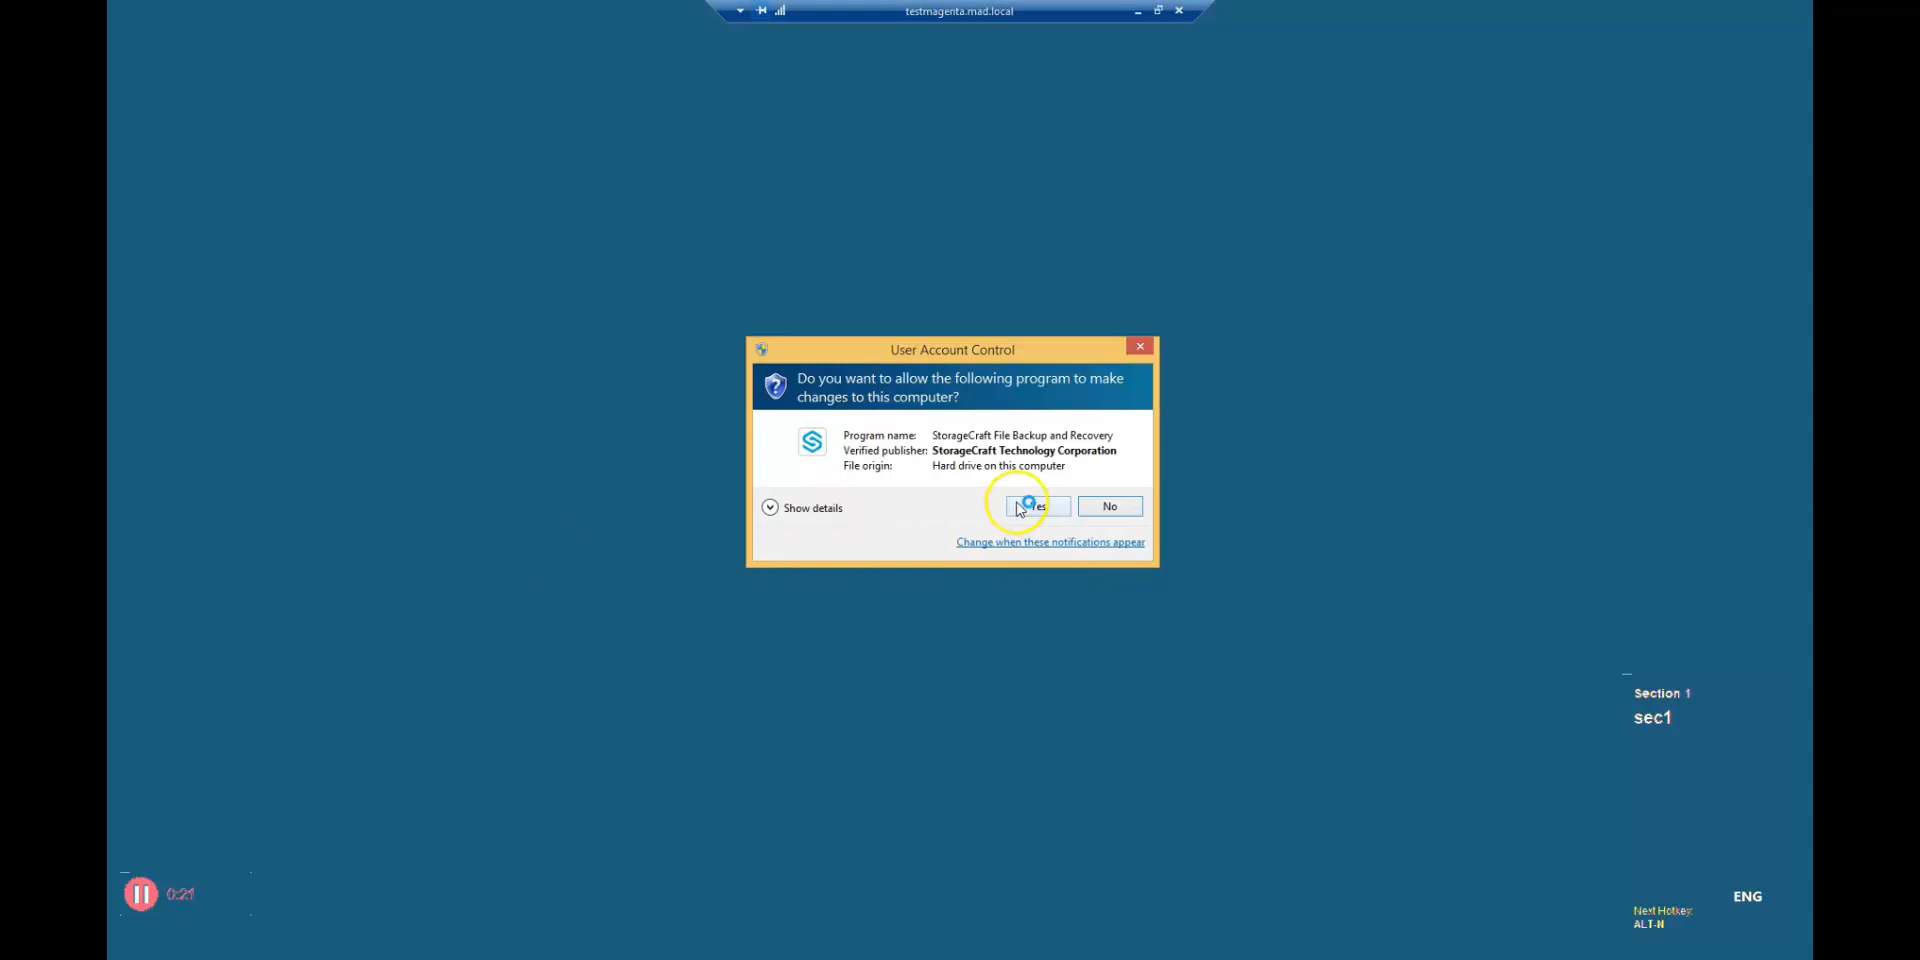 testmagenta.mad.local
User Account Control
Do you want to allow the following program to make
changes to this computer?
Program name: StorageCraft File Backup and Recovery
Verified publisher: StorageCraft Technology Corporation
File origin: Hard drive on this computer
Show details
Yes
No
Change when these notifications appear
Section 1
sec1
0:21
ENG
Next Hotkey:
ALT-N